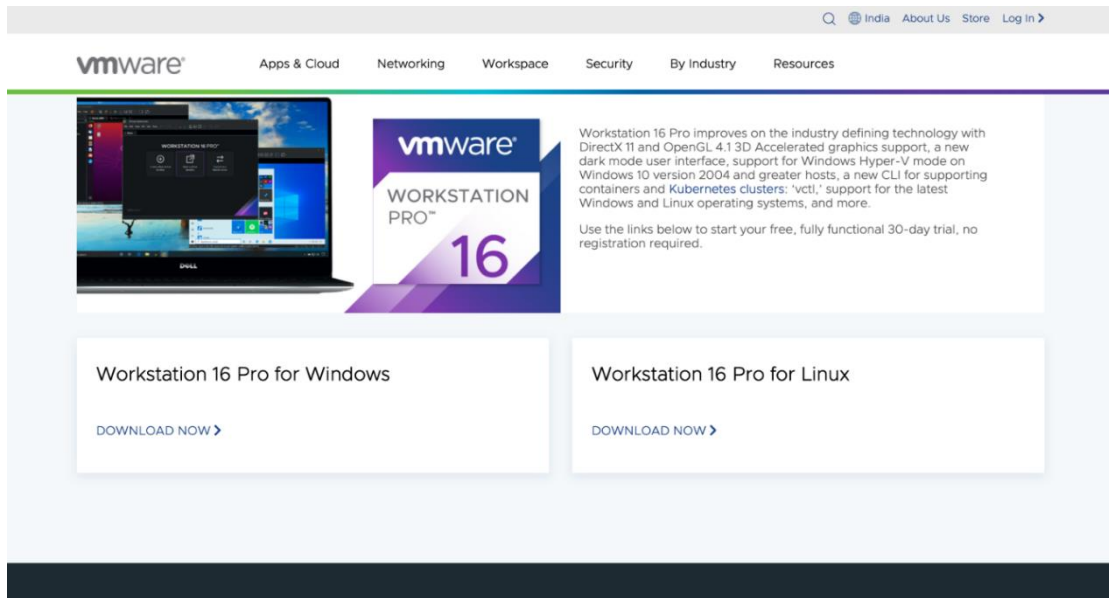 India About Us Store Log In
vmware®
Apps & Cloud Networking Workspace Security By Industry Resources
WORKSTATION 16 PRO™
DELL
vmware®
WORKSTATION
PRO™
16
Workstation 16 Pro improves on the industry defining technology with
DirectX 11 and OpenGL 4.1 3D Accelerated graphics support, a new
dark mode user interface, support for Windows Hyper-V mode on
Windows 10 version 2004 and greater hosts, a new CLI for supporting
containers and Kubernetes clusters: ‘vctl,’ support for the latest
Windows and Linux operating systems, and more.
Use the links below to start your free, fully functional 30-day trial, no
registration required.
Workstation 16 Pro for Windows
DOWNLOAD NOW
Workstation 16 Pro for Linux
DOWNLOAD NOW